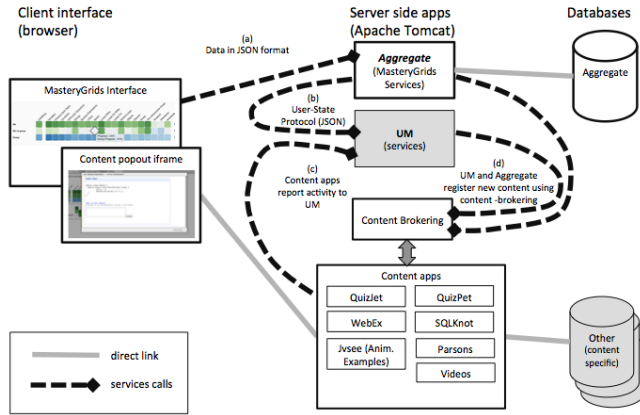 Client interface
(browser)
Server side apps
(Apache Tomcat)
Databases
(a)
Data in JSON format
MasteryGrids Interface
Content popout iframe
Aggregate
(MasteryGrids
Services)
Aggregate
(b)
User-State
Protocol (JSON)
UM
(services)
(c)
Content apps
report activity to
UM
(d)
UM and Aggregate
register new content using
content -brokering
Content Brokering
Content apps
QuizJet
QuizPet
WebEx
SQLKnot
Jvsee (Anim.
Examples)
Parsons
Videos
Other
(content
specific)
direct link
services calls